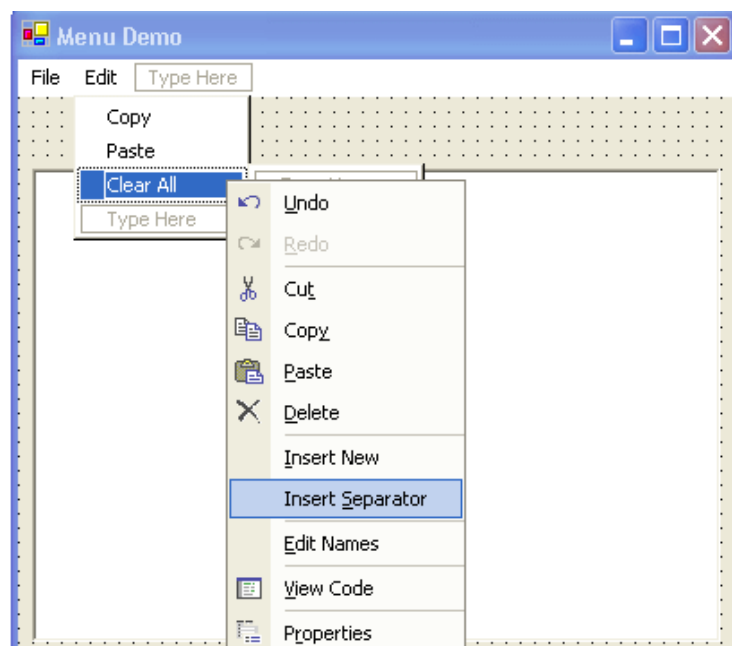 Menu Demo
File Edit Type Here
Copy
Paste
Clear All
Type Here
Undo
Redo
Cut
Copy
Paste
Delete
Insert New
Insert Separator
Edit Names
View Code
Properties